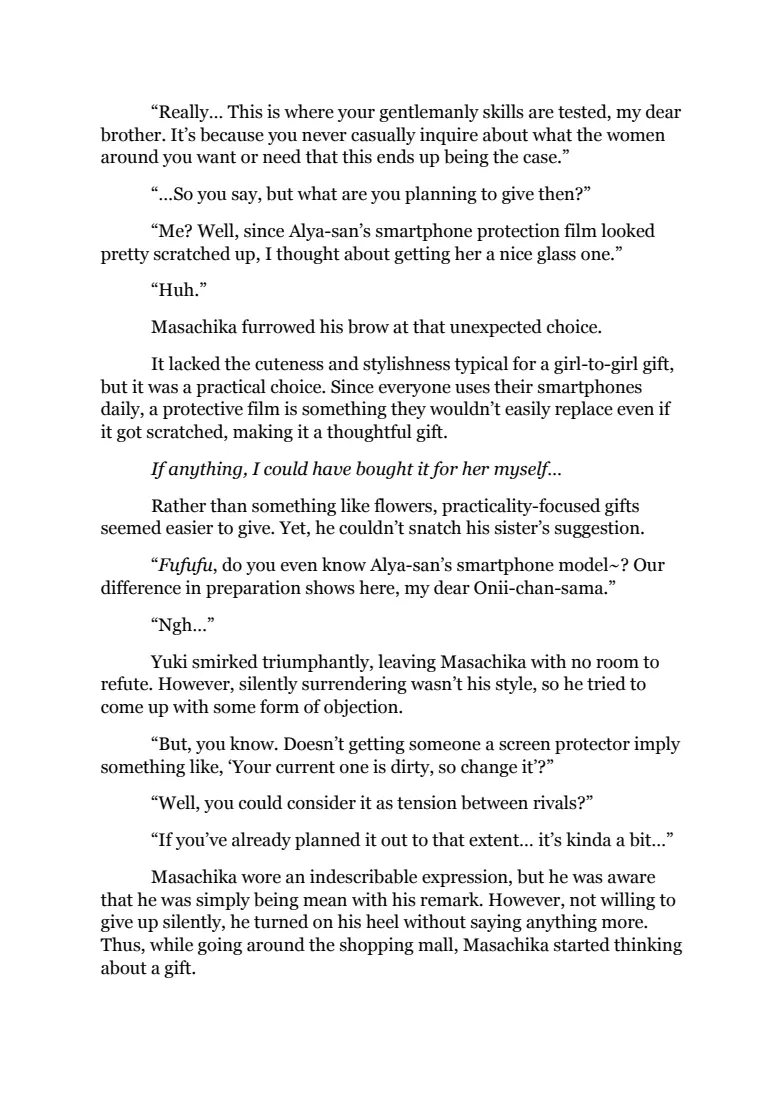 “Really… This is where your gentlemanly skills are tested, my dear
brother. It’s because you never casually inquire about what the women
around you want or need that this ends up being the case.”
“…So you say, but what are you planning to give then?”
“Me? Well, since Alya-san’s smartphone protection film looked
pretty scratched up, I thought about getting her a nice glass one.”
“Huh.”
Masachika furrowed his brow at that unexpected choice.
It lacked the cuteness and stylishness typical for a girl-to-girl gift,
but it was a practical choice. Since everyone uses their smartphones
daily, a protective film is something they wouldn’t easily replace even if
it got scratched, making it a thoughtful gift.
If anything, I could have bought it for her myself…
Rather than something like flowers, practicality-focused gifts
seemed easier to give. Yet, he couldn’t snatch his sister’s suggestion.
“Fufufu, do you even know Alya-san’s smartphone model~? Our
difference in preparation shows here, my dear Onii-chan-sama.”
“Ngh…”
Yuki smirked triumphantly, leaving Masachika with no room to
refute. However, silently surrendering wasn’t his style, so he tried to
come up with some form of objection.
“But, you know. Doesn’t getting someone a screen protector imply
something like, ‘Your current one is dirty, so change it’?”
“Well, you could consider it as tension between rivals?”
“If you’ve already planned it out to that extent… it’s kinda a bit…”
Masachika wore an indescribable expression, but he was aware
that he was simply being mean with his remark. However, not willing to
give up silently, he turned on his heel without saying anything more.
Thus, while going around the shopping mall, Masachika started thinking
about a gift.